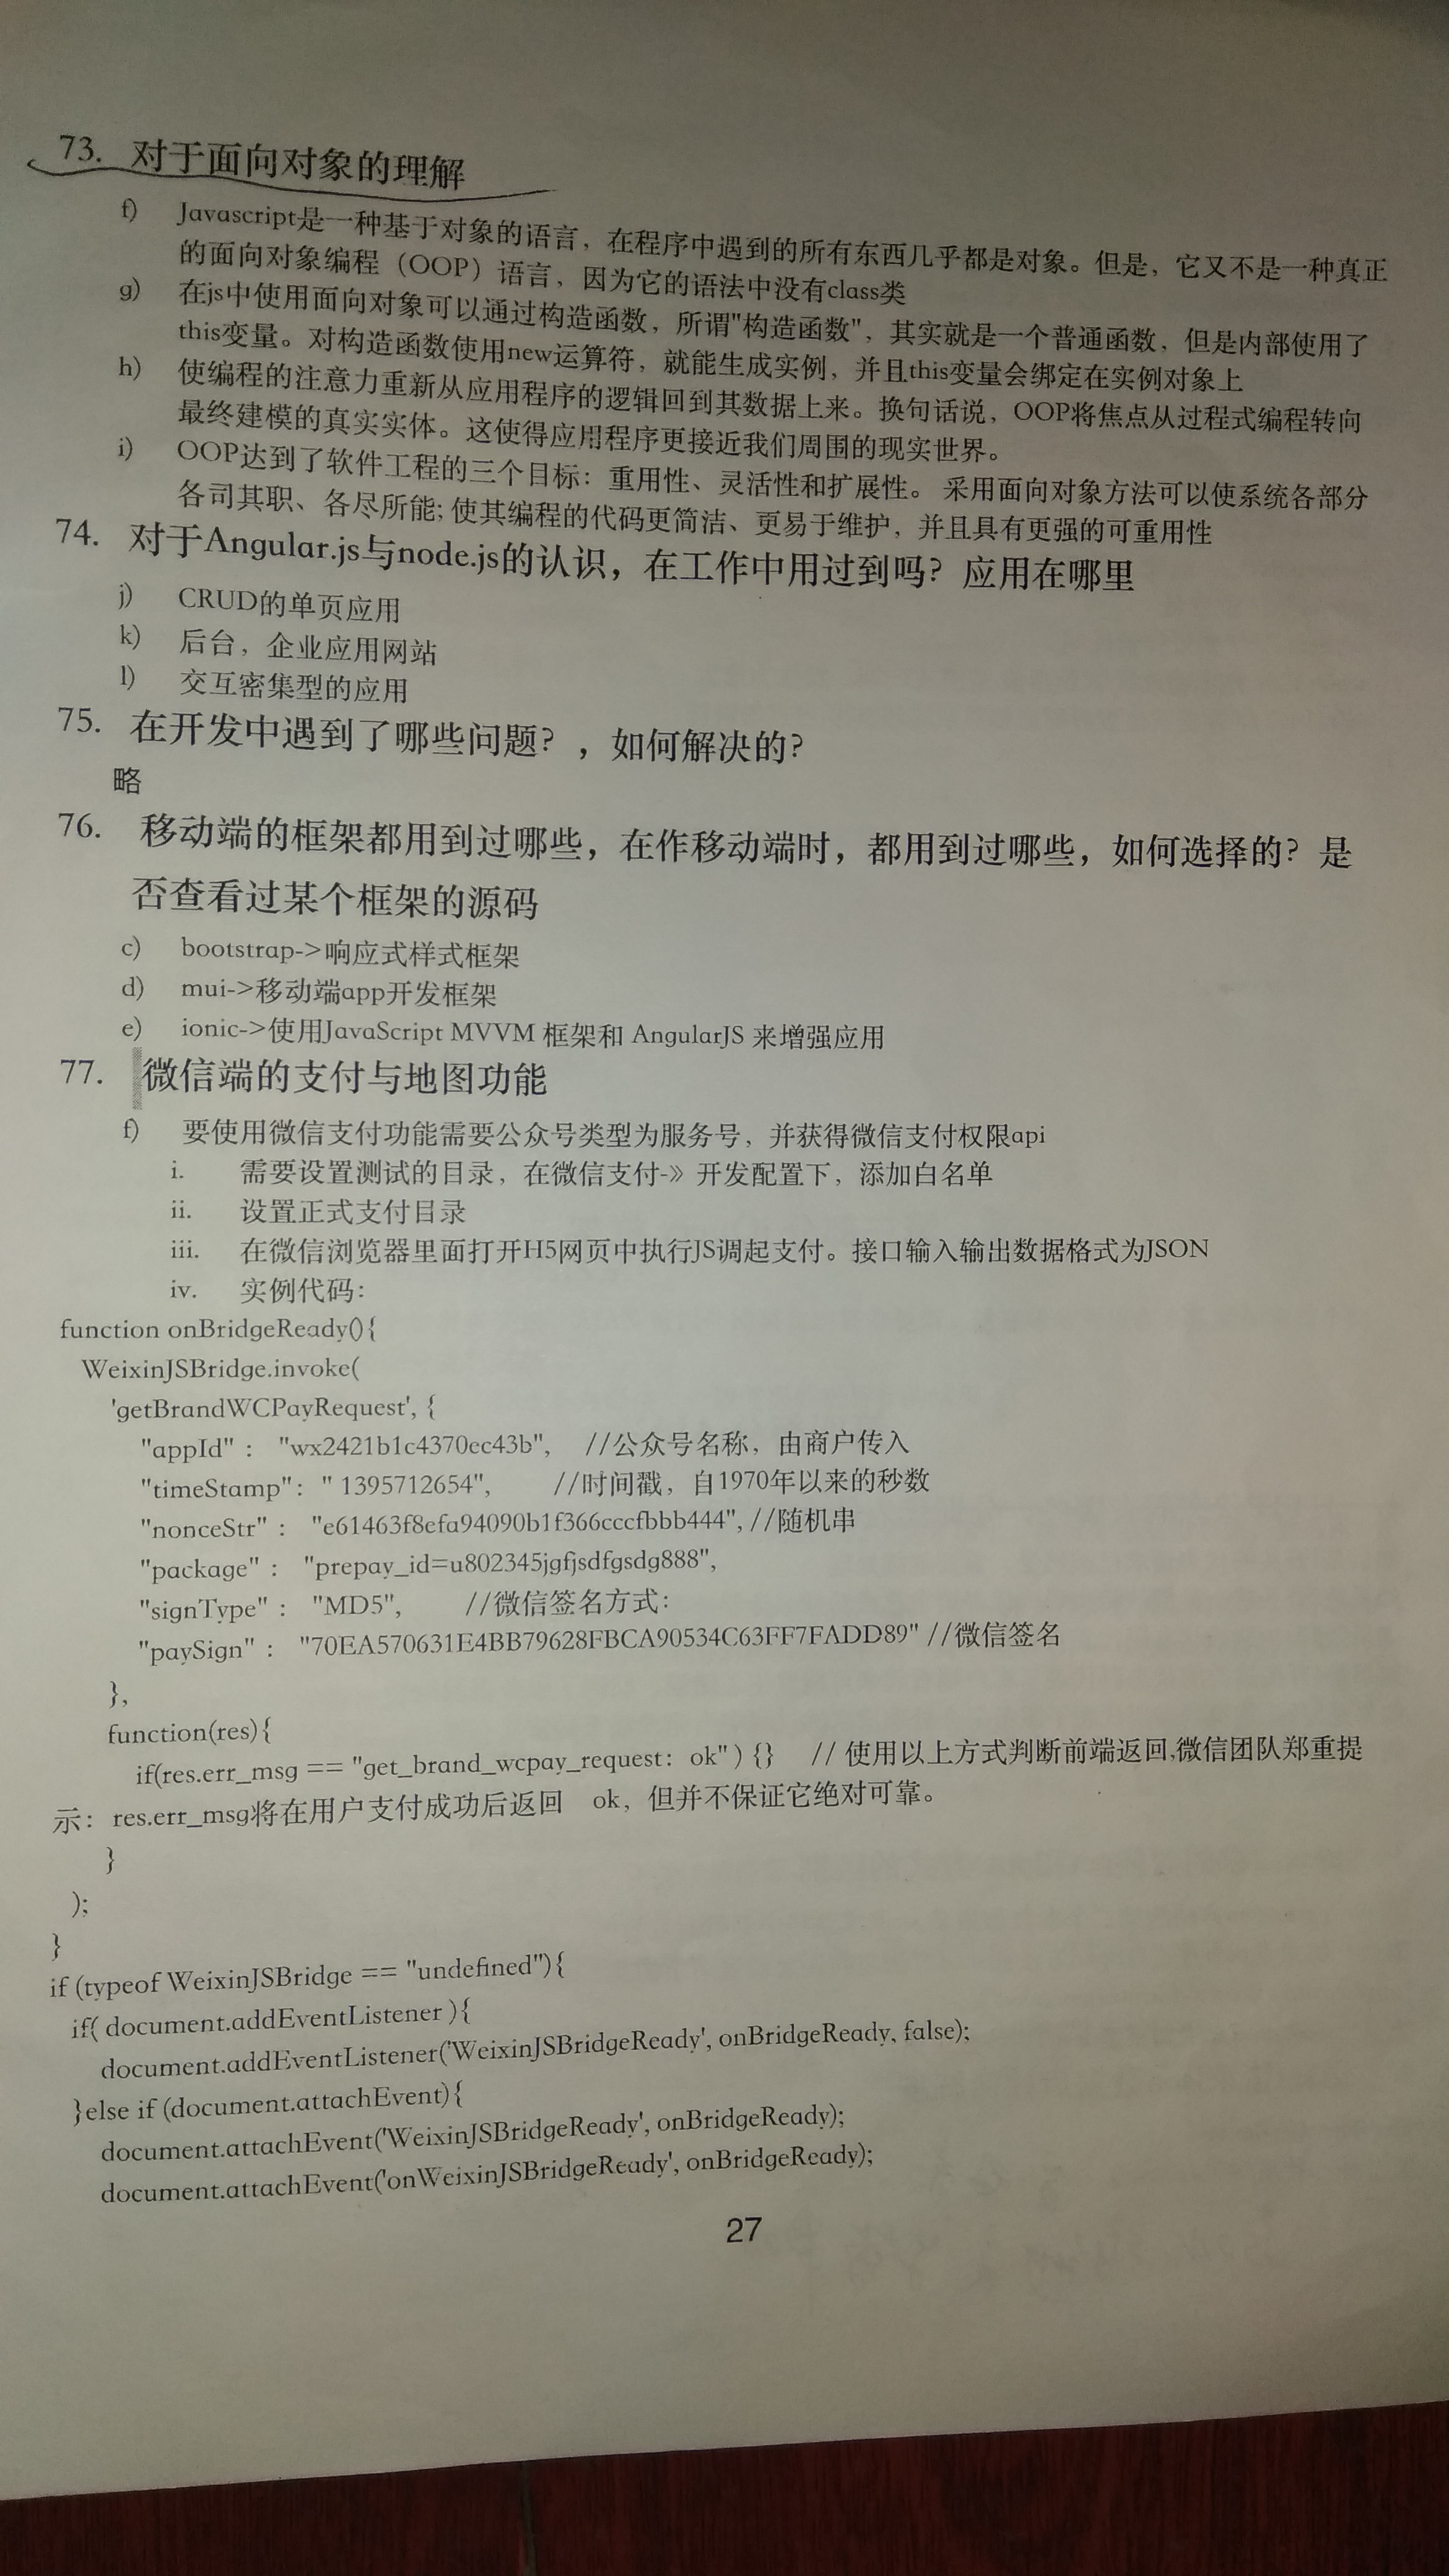 73. 对于面向对象的理解
f) Javascript是一种基于对象的语言，在程序中遇到的所有东西几乎都是对象。但是，它又不是一种真正
的面向对象编程（OOP）语言，因为它的语法中没有class类
g) 在js中使用面向对象可以通过构造函数，所谓"构造函数"，其实就是一个普通函数，但是内部使用了
this变量。对构造函数使用new运算符，就能生成实例，并且this变量会绑定在实例对象上
h) 使编程的注意力重新从应用程序的逻辑回到其数据上来。换句话说，OOP将焦点从过程式编程转向
最终建模的真实实体。这使得应用程序更接近我们周围的现实世界。
i) OOP达到了软件工程的三个目标：重用性、灵活性和扩展性。 采用面向对象方法可以使系统各部分
各司其职、各尽所能; 使其编程的代码更简洁、更易于维护，并且具有更强的可重用性
74. 对于Angular.js与node.js的认识，在工作中用过到吗？应用在哪里
j) CRUD的单页应用
k) 后台，企业应用网站
l) 交互密集型的应用
75. 在开发中遇到了哪些问题？，如何解决的？
略
76. 移动端的框架都用到过哪些，在作移动端时，都用到过哪些，如何选择的？是
否查看过某个框架的源码
c) bootstrap->响应式样式框架
d) mui->移动端app开发框架
e) ionic->使用JavaScript MVVM 框架和 AngularJS 来增强应用
77. 微信端的支付与地图功能
f) 要使用微信支付功能需要公众号类型为服务号，并获得微信支付权限api
i. 需要设置测试的目录，在微信支付-》开发配置下，添加白名单
ii. 设置正式支付目录
iii. 在微信浏览器里面打开H5网页中执行JS调起支付。接口输入输出数据格式为JSON
iv. 实例代码：
function onBridgeReady(){
WeixinJSBridge.invoke(
'getBrandWCPayRequest', {
"appId" : "wx2421b1c4370ec43b", //公众号名称，由商户传入
"timeStamp": " 1395712654", //时间戳，自1970年以来的秒数
"nonceStr" : "e61463f8efa94090b1f366cccfbbb444", //随机串
"package" : "prepay_id=u802345jgfjsdfgsdg888",
"signType" : "MD5", //微信签名方式:
"paySign" : "70EA570631E4BB79628FBCA90534C63FF7FADD89" //微信签名
},
function(res){
if(res.err_msg == "get_brand_wcpay_request：ok" ) {} // 使用以上方式判断前端返回,微信团队郑重提
示：res.err_msg将在用户支付成功后返回 ok，但并不保证它绝对可靠。
}
);
}
if (typeof WeixinJSBridge == "undefined"){
if( document.addEventListener ){
document.addEventListener('WeixinJSBridgeReady', onBridgeReady, false);
}else if (document.attachEvent){
document.attachEvent('WeixinJSBridgeReady', onBridgeReady);
document.attachEvent('onWeixinJSBridgeReady', onBridgeReady);
27